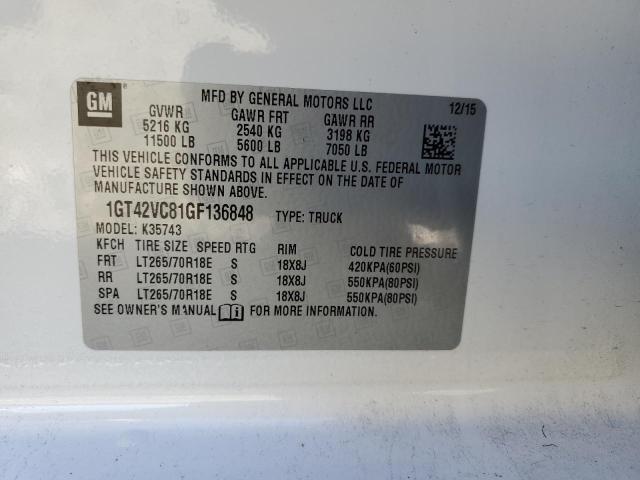 GM
®
MFD BY GENERAL MOTORS LLC 12/15
GVWR GAWR FRT GAWR RR
5216 KG 2540 KG 3198 KG
11500 LB 5600 LB 7050 LB
THIS VEHICLE CONFORMS TO ALL APPLICABLE U.S. FEDERAL MOTOR
VEHICLE SAFETY STANDARDS IN EFFECT ON THE DATE OF
MANUFACTURE SHOWN ABOVE.
1GT42VC81GF136848 TYPE: TRUCK
MODEL: K35743
KFCH TIRE SIZE SPEED RTG RIM COLD TIRE PRESSURE
FRT LT265/70R18E S 18X8J 420KPA(60PSI)
RR LT265/70R18E S 18X8J 550KPA(80PSI)
SPA LT265/70R18E S 18X8J 550KPA(80PSI)
SEE OWNER'S MANUAL FOR MORE INFORMATION.